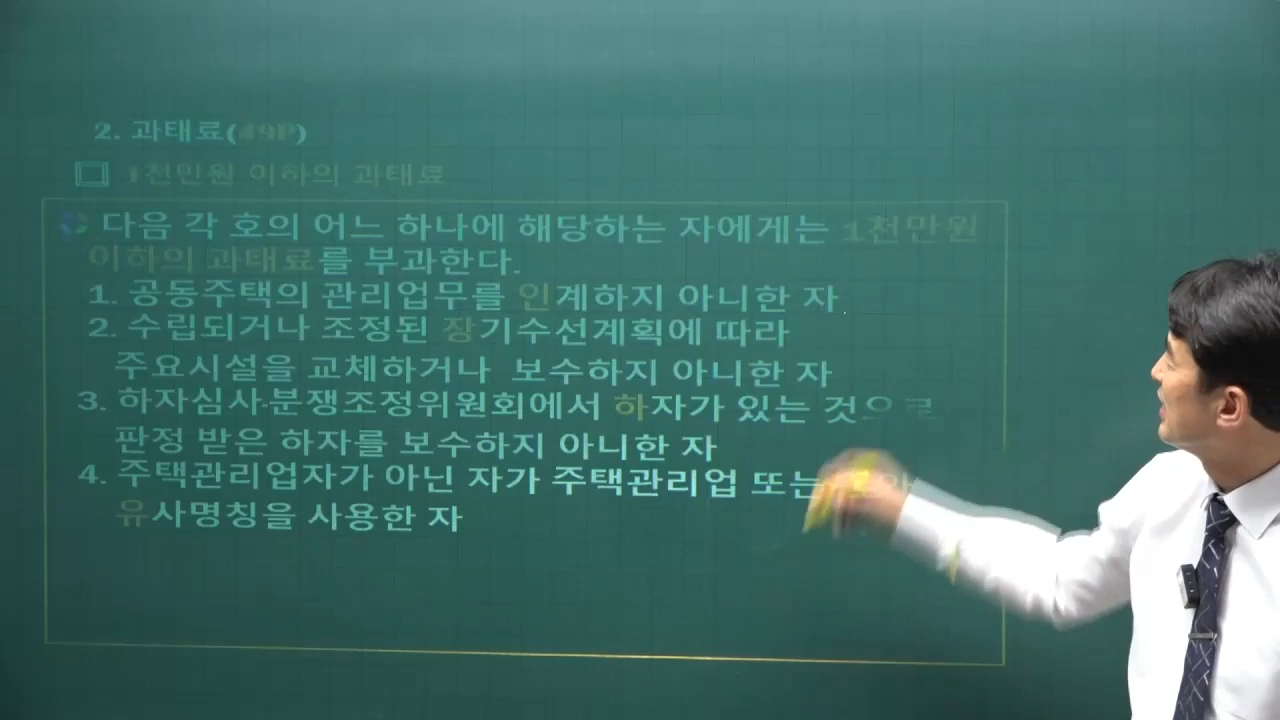 2. 과태료(49P)
1천만원 이하의 과태료
다음 각 호의 어느 하나에 해당하는 자에게는 1천만원
이하의 과태료를 부과한다.
1. 공동주택의 관리업무를 인계하지 아니한 자
2. 수립되거나 조정된 장기수선계획에 따라
주요시설을 교체하거나 보수하지 아니한 자
3. 하자심사·분쟁조정위원회에서 하자가 있는 것으로
판정 받은 하자를 보수하지 아니한 자
4. 주택관리업자가 아닌 자가 주택관리업 또는
유사명칭을 사용한 자